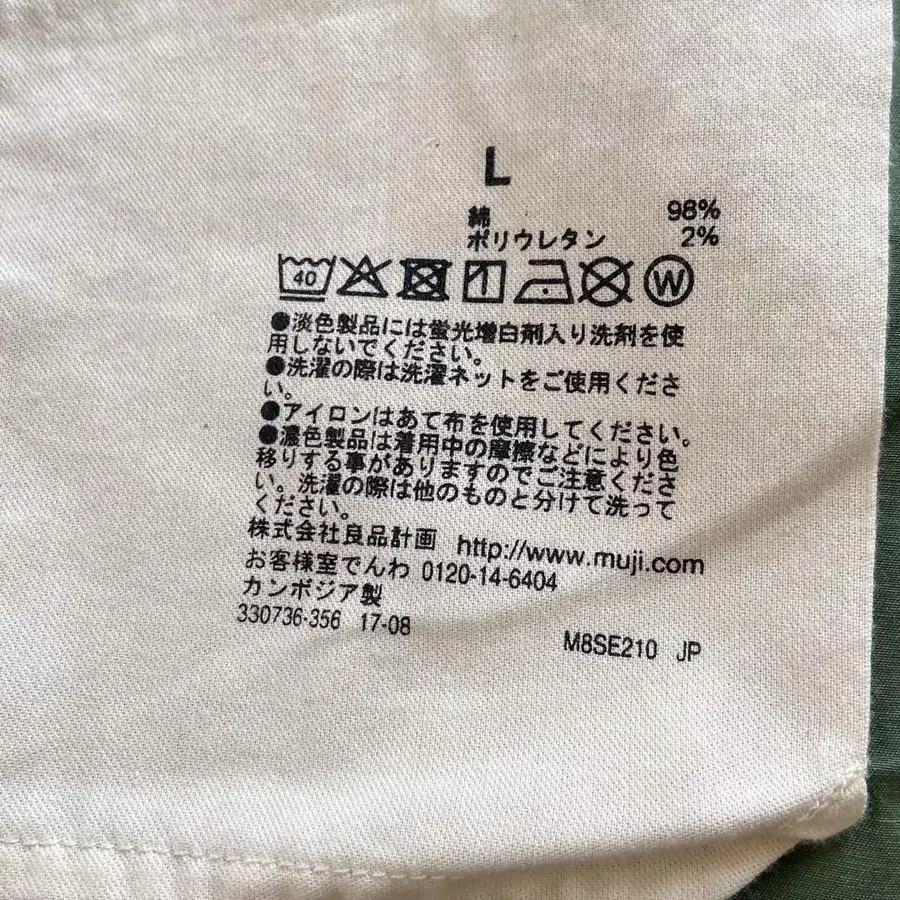 L
綿 98%
ポリウレタン 2%
40 W
●淡色製品には蛍光増白剤入り洗剤を使
用しないでください。
●洗濯の際は洗濯ネットをご使用くださ
い。
●アイロンはあて布を使用してください。
●濃色製品は着用中の摩擦などにより色
移りする事がありますのでご注意くださ
い。洗濯の際は他のものと分けて洗って
ください。
株式会社良品計画 http://www.muji.com
お客様室でんわ 0120-14-6404
カンボジア製
330736-356 17-08
M8SE210 JP